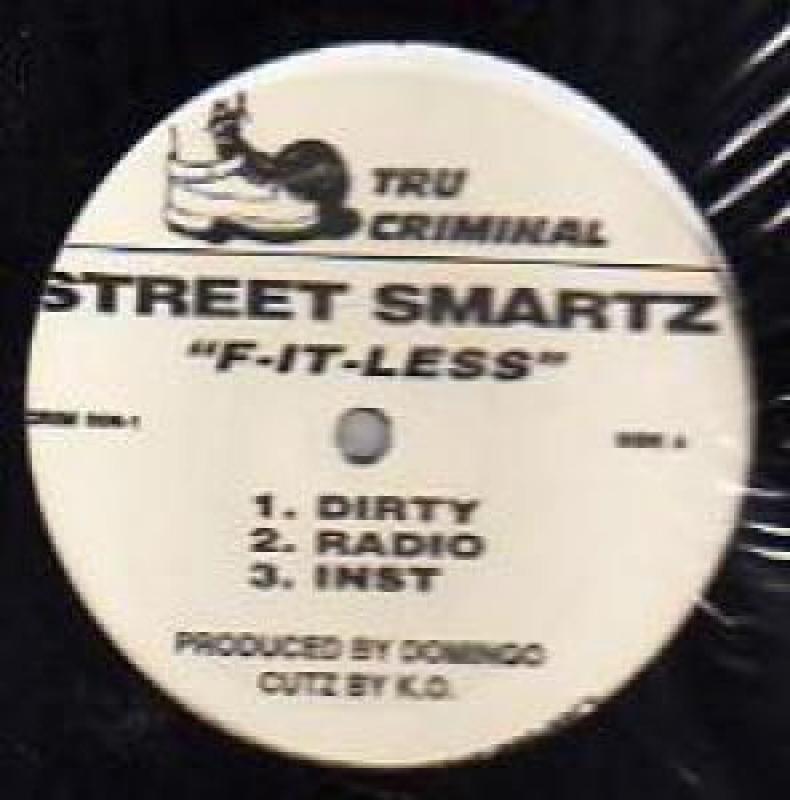 TRU
CRIMINAL
STREET SMARTZ
"F-IT-LESS"
SIDE A
1. DIRTY
2. RADIO
3. INST
PRODUCED BY DOMINGO
CUTZ BY K.O.